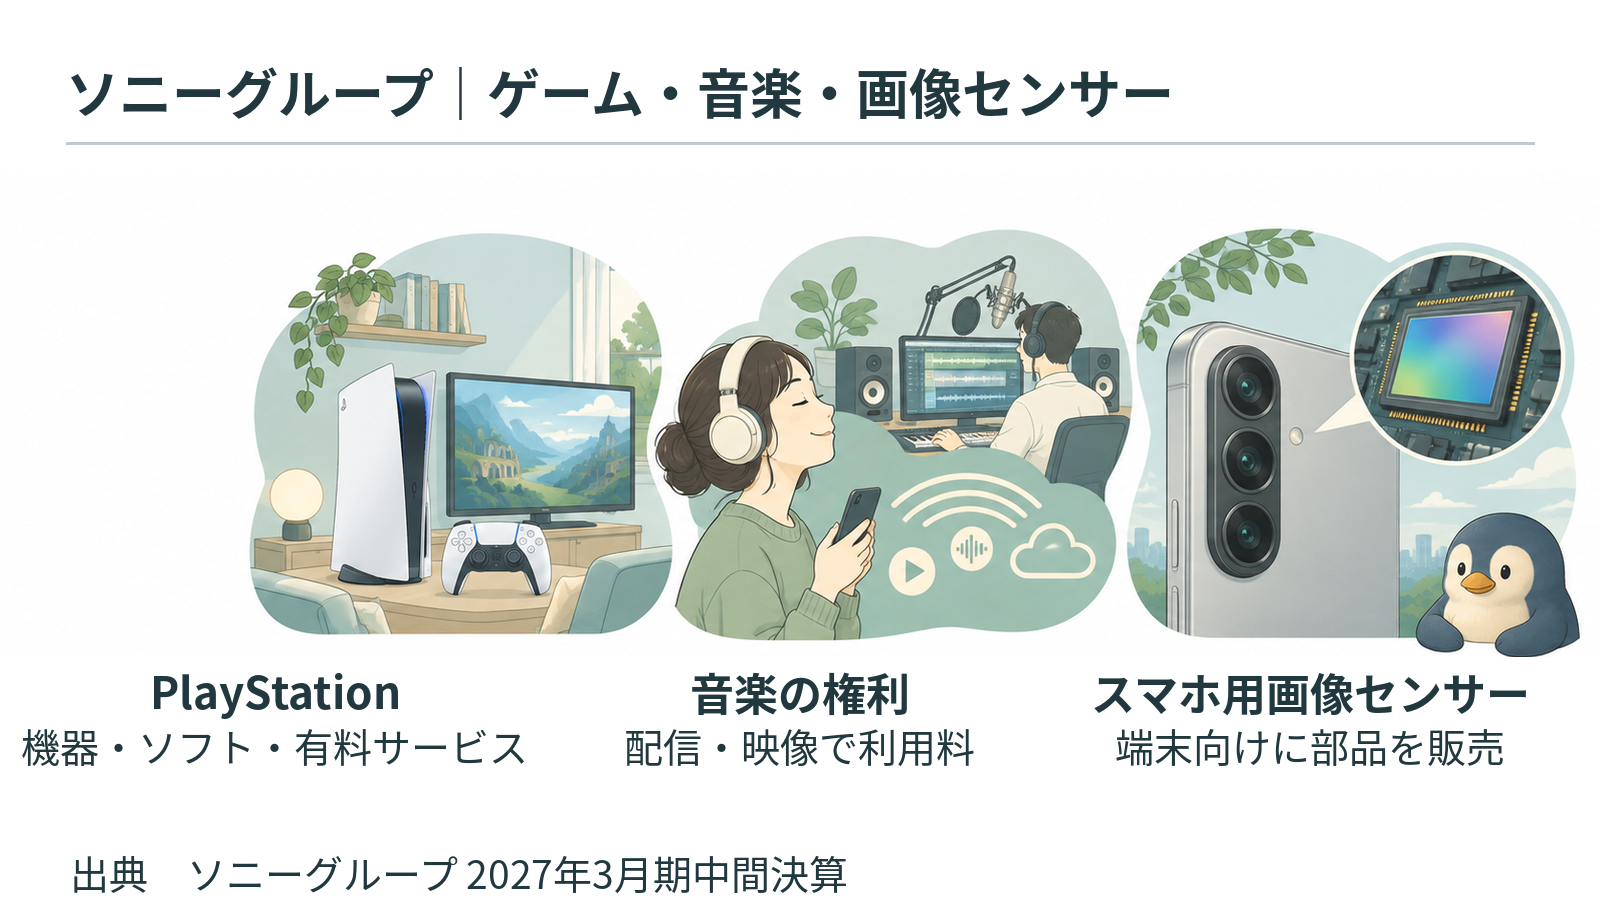 ソニーグループ｜ゲーム・音楽・画像センサー
PlayStation
機器・ソフト・有料サービス
音楽の権利
配信・映像で利用料
スマホ用画像センサー
端末向けに部品を販売
出典　ソニーグループ 2027年3月期中間決算